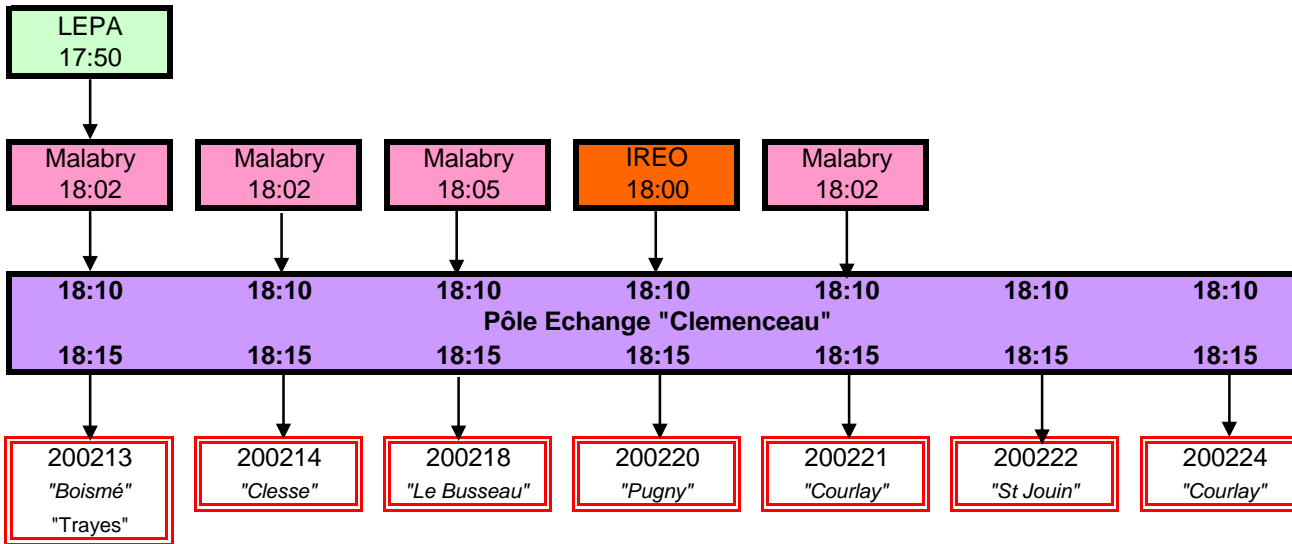 LEPA
17:50
Malabry Malabry Malabry IREO Malabry
18:02 18:02 18:05 18:00 18:02
18:10 18:10 18:10 18:10 18:10 18:10 18:10
Pôle Echange "Clemenceau"
18:15 18:15 18:15 18:15 18:15 18:15 18:15
200213 200214 200218 200220 200221 200222 200224
"Boismé" "Clesse" "Le Busseau" "Pugny" "Courlay" "St Jouin" "Courlay"
"Trayes"